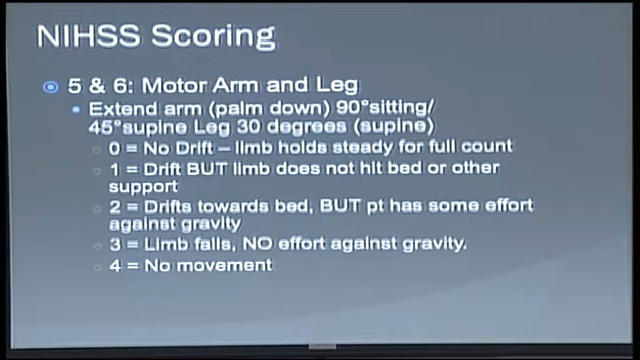 NIHSS Scoring
5 & 6: Motor Arm and Leg
Extend arm (palm down) 90°sitting/
45°supine Leg 30 degrees (supine)
0 = No Drift – limb holds steady for full count
1 = Drift BUT limb does not hit bed or other
support
2 = Drifts towards bed, BUT pt has some effort
against gravity
3 = Limb falls, NO effort against gravity.
4 = No movement